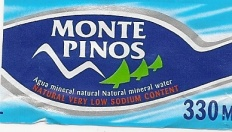 MONTE
PINOS
Agua mineral natural Natural mineral water
NATURAL VERY LOW SODIUM CONTENT
330 M